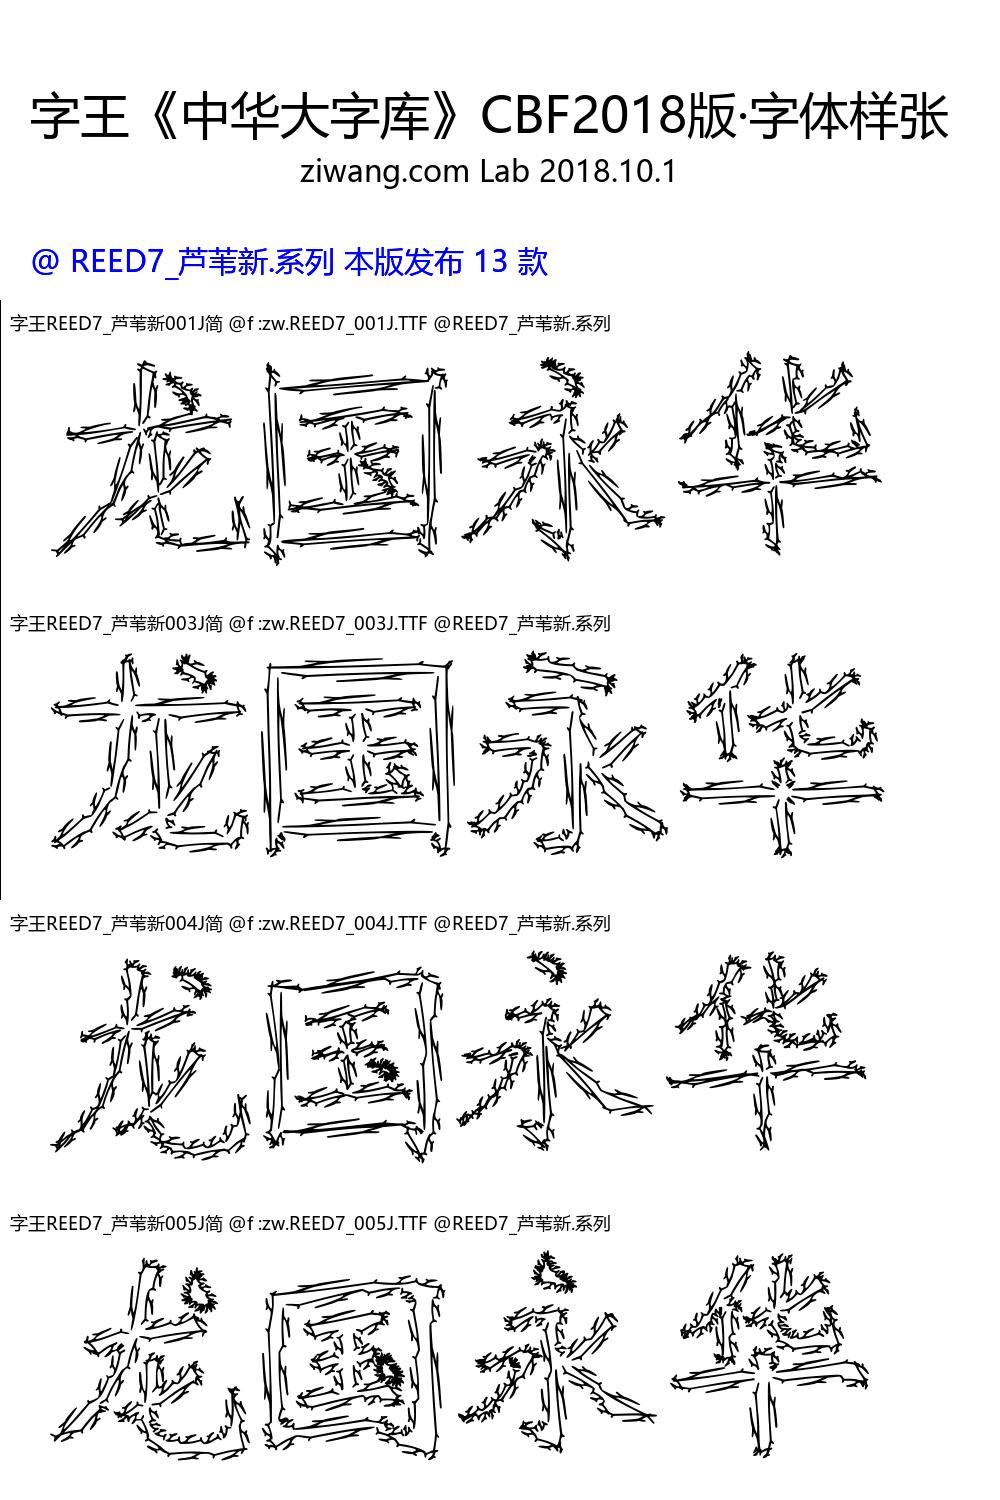 字王《中华大字库》CBF2018版·字体样张
ziwang.com Lab 2018.10.1
@ REED7_芦苇新.系列 本版发布 13 款
字王REED7_芦苇新001J简 @f :zw.REED7_001J.TTF @REED7_芦苇新.系列
龙国永华
字王REED7_芦苇新003J简 @f :zw.REED7_003J.TTF @REED7_芦苇新.系列
龙国永华
字王REED7_芦苇新004J简 @f :zw.REED7_004J.TTF @REED7_芦苇新.系列
龙国永华
字王REED7_芦苇新005J简 @f :zw.REED7_005J.TTF @REED7_芦苇新.系列
龙国永华